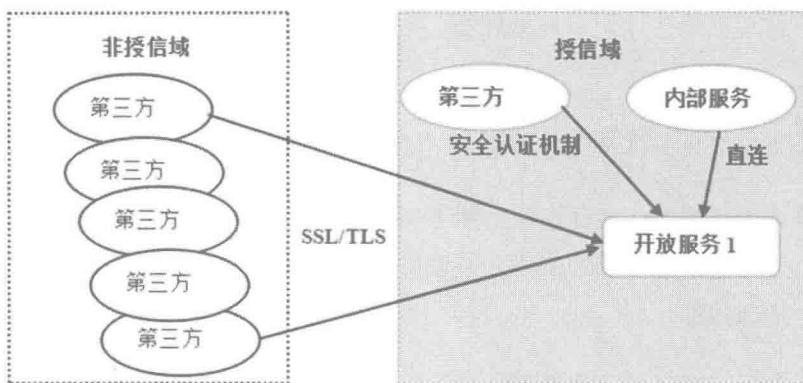 非授信域
授信域
第三方
第三方
第三方
第三方
第三方
SSL/TLS
第三方
内部服务
安全认证机制
直连
开放服务 1